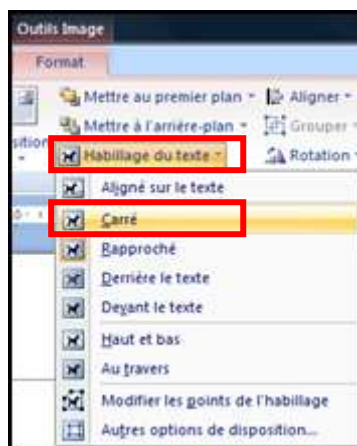 Outils Image
Format
Mettre au premier plan
Aligner
Mettre à l'arrière-plan
Grouper
sition
Habillage du texte
Rotation
Aligné sur le texte
Carré
Rapproché
Derrière le texte
Devant le texte
Haut et bas
Au travers
Modifier les points de l'habillage
Autres options de disposition...